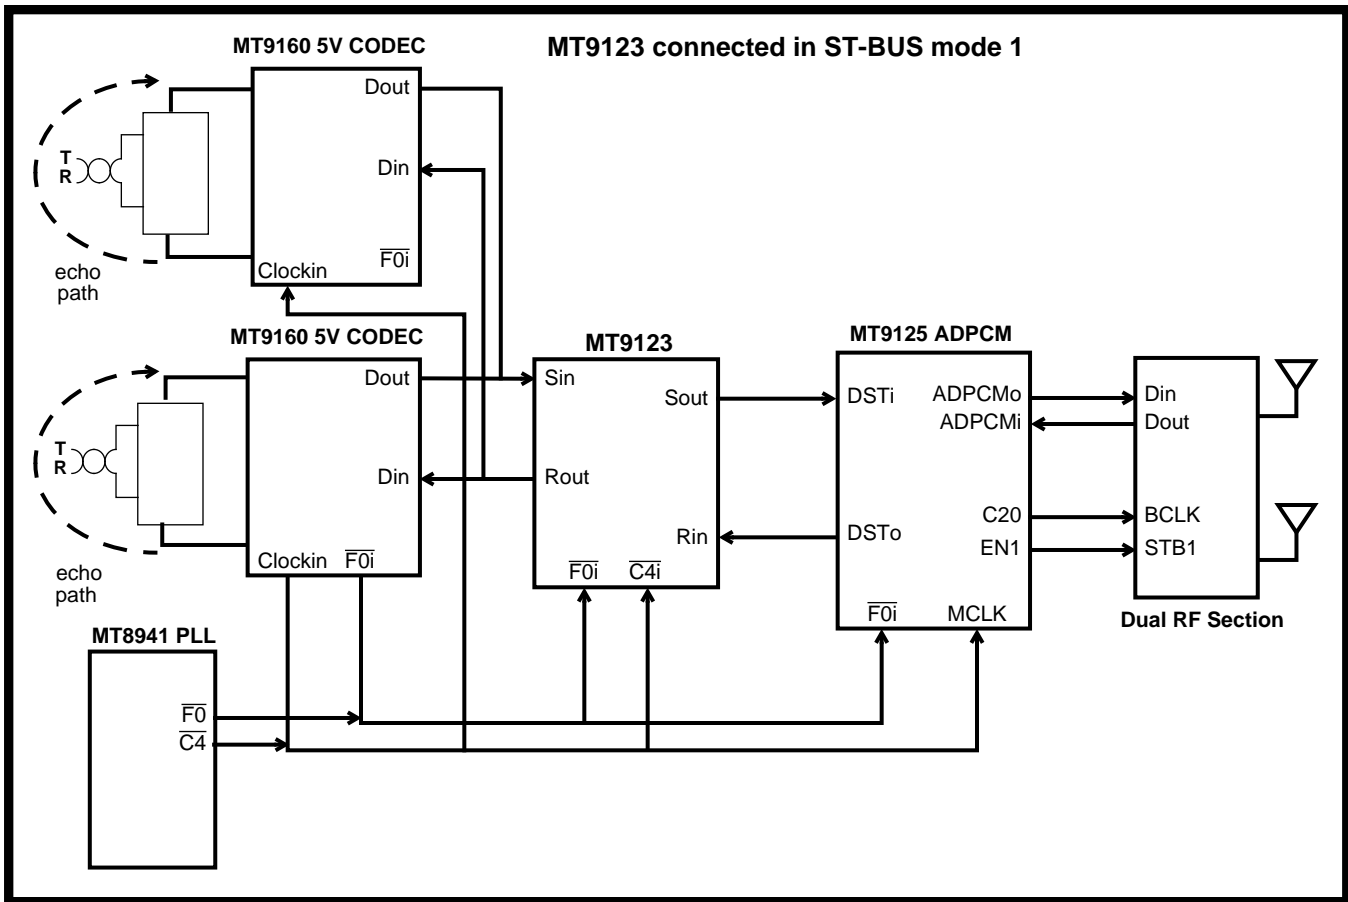 MT9123 connected in ST-BUS mode 1
MT9160 5V CODEC
Dout
Din
F0i
Clockin
T
R
echo
path
MT9160 5V CODEC
Dout
Din
Clockin
F0i
T
R
echo
path
MT8941 PLL
F0
C4
MT9123
Sin
Sout
Rout
Rin
F0i
C4i
MT9125 ADPCM
DSTi
ADPCMo
ADPCMi
C20
DSTo
EN1
F0i
MCLK
Din
Dout
BCLK
STB1
Dual RF Section